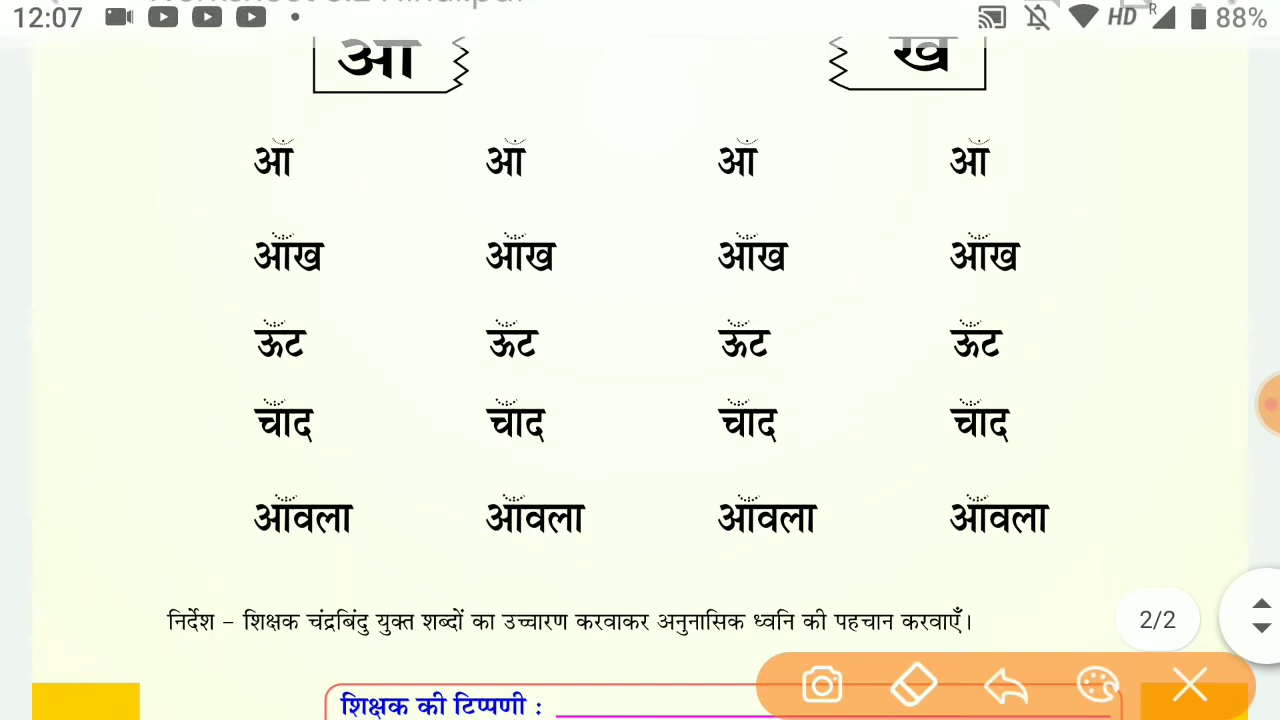 12:07 HD R 88%
आ ख
आँ आँ आँ आँ
आँख आँख आँख आँख
ऊँट ऊँट ऊँट ऊँट
चाँद चाँद चाँद चाँद
आँवला आँवला आँवला आँवला
निर्देश – शिक्षक चंद्रबिंदु युक्त शब्दों का उच्चारण करवाकर अनुनासिक ध्वनि की पहचान करवाएँ।
2/2
शिक्षक की टिप्पणी :